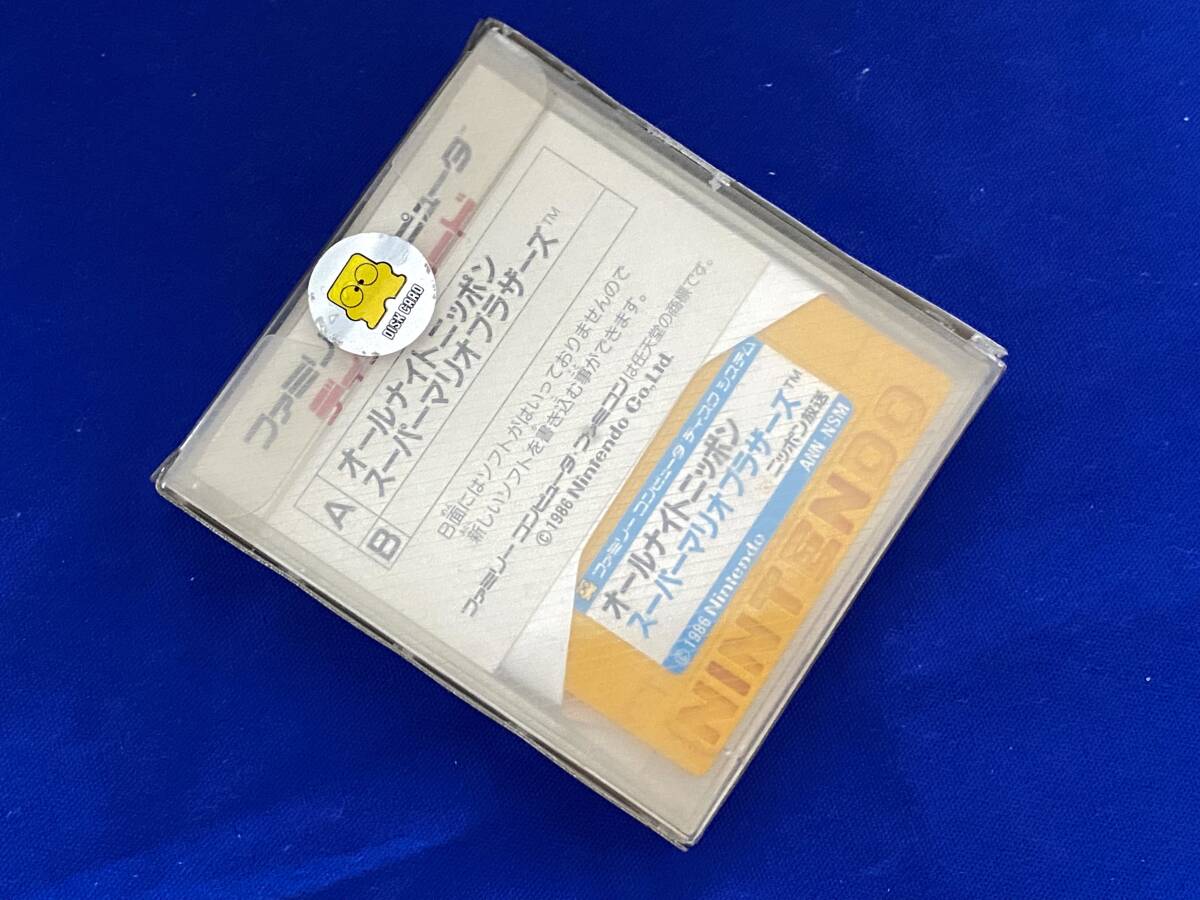 ファミリー コンピュータ
ディスクカード
DISK CARD
A
オールナイトニッポン
スーパーマリオブラザーズ™
B
B面にはソフトがはいっておりませんので
新しいソフトを書き込む事ができます。
ファミリー コンピュータ・ファミコンは任天堂の商標です。
©1986 Nintendo Co., Ltd.
ファミリー コンピュータ ディスク システム
オールナイトニッポン
スーパーマリオブラザーズ™
ニッポン放送
©1986 Nintendo ANN-NSM
NINTENDO